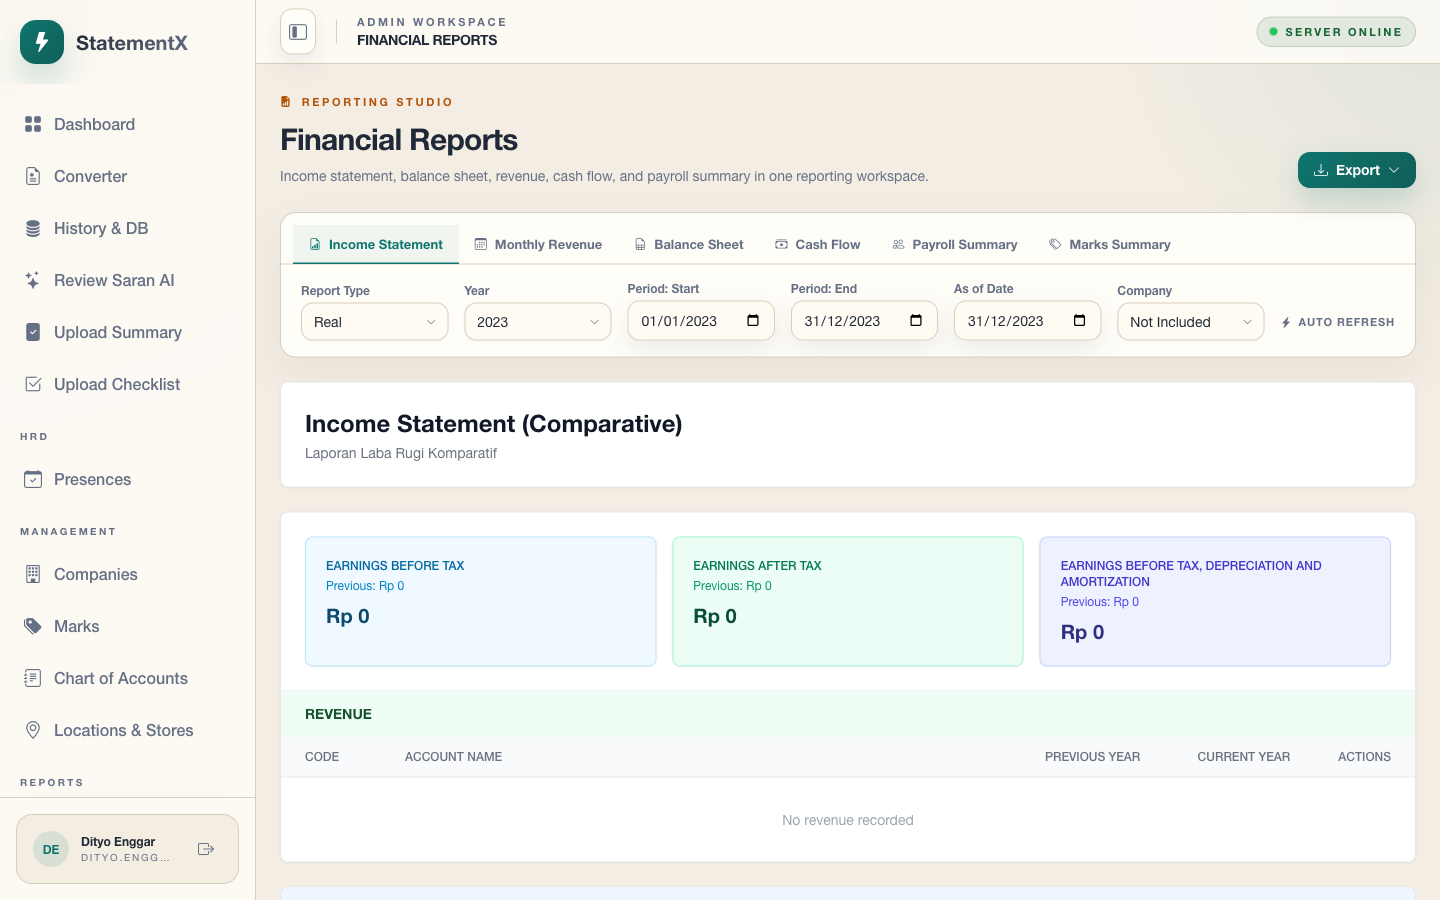 StatementX
Dashboard
Converter
History & DB
Review Saran AI
Upload Summary
Upload Checklist
HRD
Presences
MANAGEMENT
Companies
Marks
Chart of Accounts
Locations & Stores
REPORTS
DE
Dityo Enggar
DITYO.ENGG...
ADMIN WORKSPACE
FINANCIAL REPORTS
SERVER ONLINE
REPORTING STUDIO
Financial Reports
Income statement, balance sheet, revenue, cash flow, and payroll summary in one reporting workspace.
Export
Income Statement Monthly Revenue Balance Sheet Cash Flow Payroll Summary Marks Summary
Report Type Year Period: Start Period: End As of Date Company
Real 2023 01/01/2023 31/12/2023 31/12/2023 Not Included AUTO REFRESH
Income Statement (Comparative)
Laporan Laba Rugi Komparatif
EARNINGS BEFORE TAX
Previous: Rp 0
Rp 0
EARNINGS AFTER TAX
Previous: Rp 0
Rp 0
EARNINGS BEFORE TAX, DEPRECIATION AND
AMORTIZATION
Previous: Rp 0
Rp 0
REVENUE
CODE ACCOUNT NAME PREVIOUS YEAR CURRENT YEAR ACTIONS
No revenue recorded